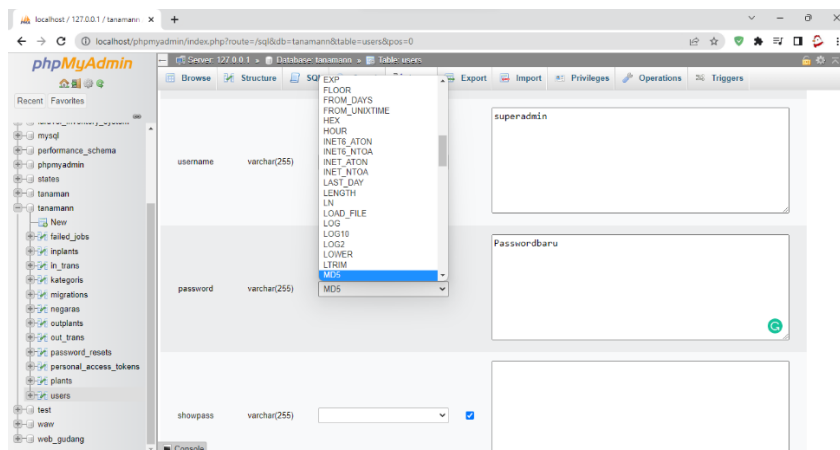 localhost / 127.0.0.1 / tanamann
localhost/phpmyadmin/index.php?route=/sql&db=tanamann&table=users&pos=0
phpMyAdmin
Recent Favorites
mysql
performance_schema
phpmyadmin
states
tanaman
tanamann
New
failed_jobs
inplants
in_trans
kategoris
migrations
negaras
outplants
out_trans
password_resets
personal_access_tokens
plants
users
test
waw
web_gudang
Server: 127.0.0.1 » Database: tanamann » Table: users
Browse Structure Export Import Privileges Operations Triggers
EXP
FLOOR
FROM_DAYS
FROM_UNIXTIME
HEX
HOUR
INET6_ATON
INET6_NTOA
INET_ATON
INET_NTOA
LAST_DAY
LENGTH
LN
LOAD_FILE
LOG
LOG10
LOG2
LOWER
LTRIM
MD5
username varchar(255) superadmin
password varchar(255) MD5 Passwordbaru
showpass varchar(255)
Console